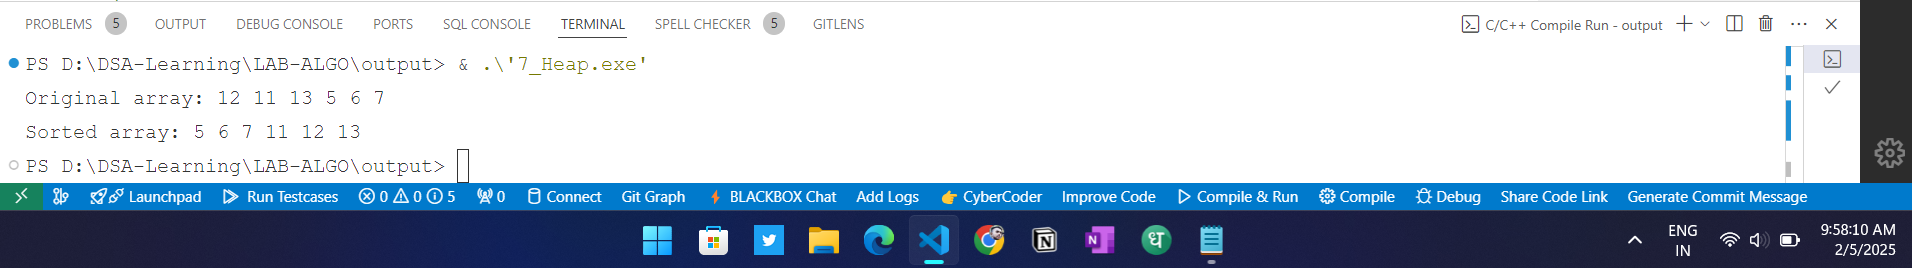 PROBLEMS 5 OUTPUT DEBUG CONSOLE PORTS SQL CONSOLE TERMINAL SPELL CHECKER 5 GITLENS C/C++ Compile Run - output
PS D:\DSA-Learning\LAB-ALGO\output> & .\'7_Heap.exe'
Original array: 12 11 13 5 6 7
Sorted array: 5 6 7 11 12 13
PS D:\DSA-Learning\LAB-ALGO\output>
Launchpad Run Testcases 0 0 5 0 Connect Git Graph BLACKBOX Chat Add Logs CyberCoder Improve Code Compile & Run Compile Debug Share Code Link Generate Commit Message
N N ध ENG 9:58:10 AM
IN 2/5/2025